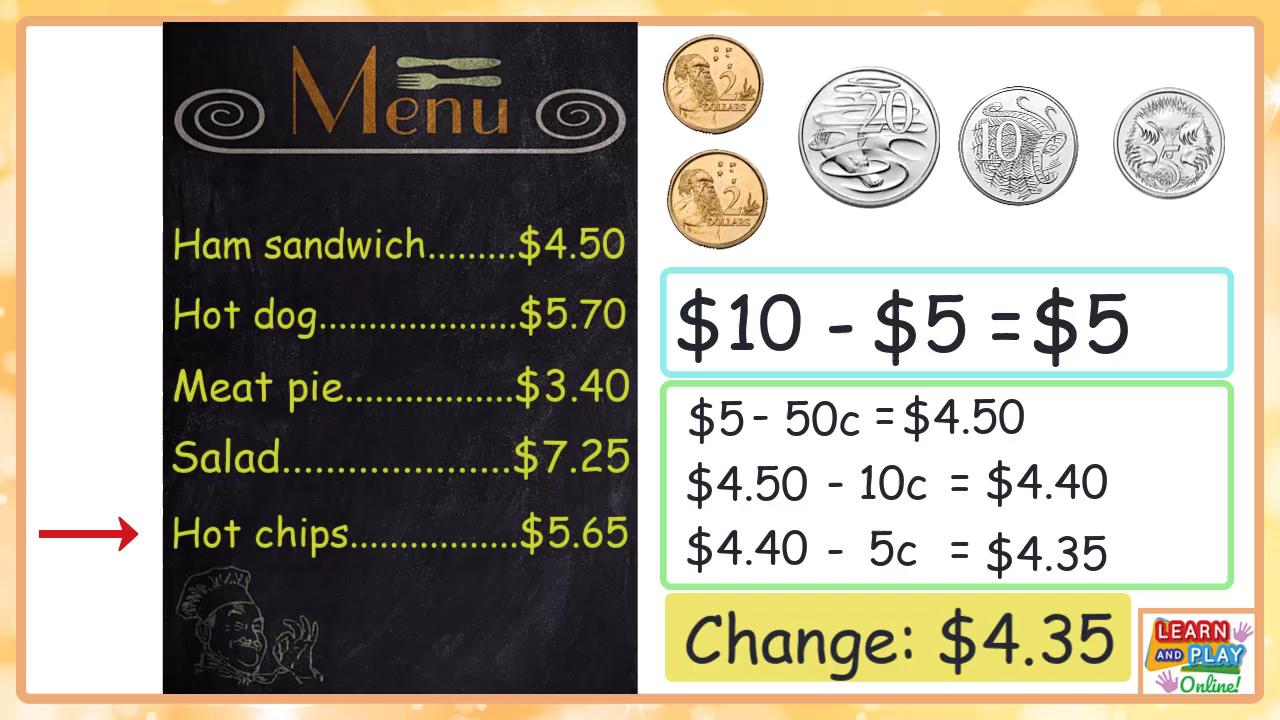 Menu
Ham sandwich.........$4.50
Hot dog....................$5.70
Meat pie.................$3.40
Salad......................$7.25
Hot chips.................$5.65
2
DOLLARS
2
DOLLARS
20
10
5
$10 - $5 = $5
$5 - 50c = $4.50
$4.50 - 10c = $4.40
$4.40 - 5c = $4.35
Change: $4.35
LEARN
AND PLAY
Online!